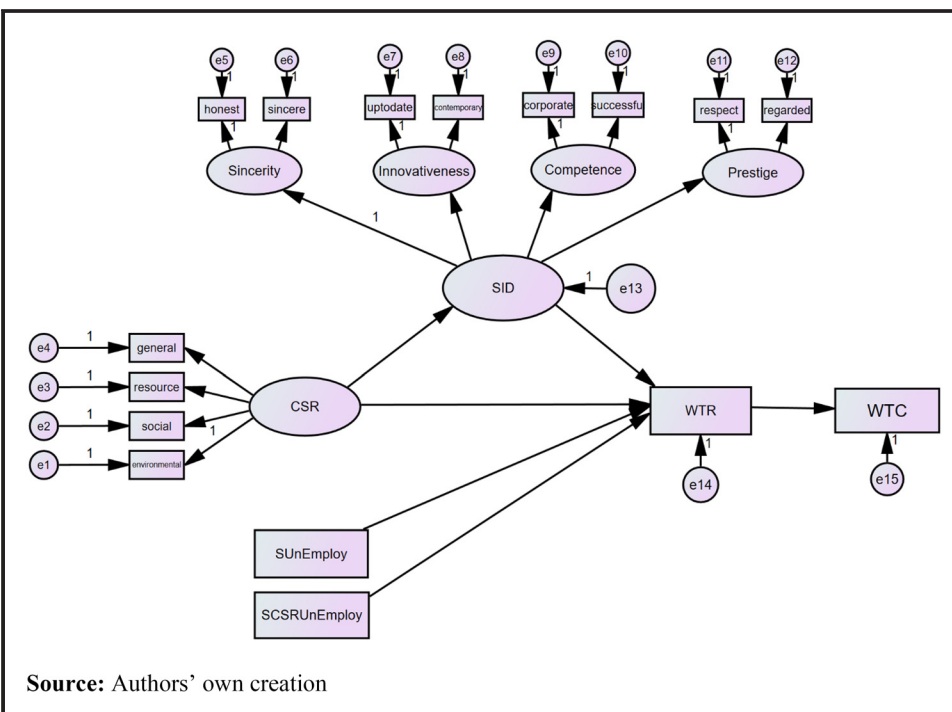 e5
e6
e7
e8
e9
e10
e11
e12
1
1
1
1
1
1
1
1
honest
sincere
uptodate
contemporary
corporate
successfu
respect
regarded
1
1
1
1
Sincerity
Innovativeness
Competence
Prestige
1
SID
1
e13
e4
1
general
e3
1
resource
e2
1
social
e1
1
environmental
1
CSR
WTR
WTC
1
e14
1
e15
SUnEmploy
SCSRUnEmploy
Source: Authors’ own creation